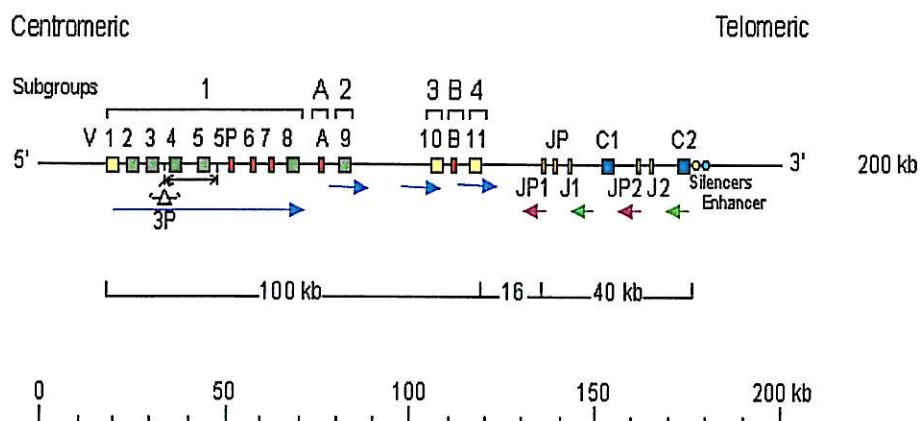 Centromeric Telomeric
Subgroups 1 A 2 3 B 4
V 1 2 3 4 5 5P 6 7 8 A 9 10 B 11 JP C1 C2
5' 3' 200 kb
JP1 J1 JP2 J2 Silencers
Enhancer
Δ
3P
100 kb 16 40 kb
0 50 100 150 200 kb